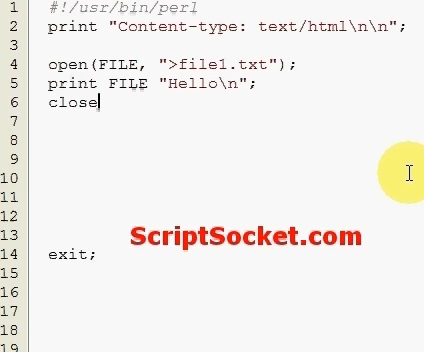 1 #!/usr/bin/perl
2 print "Content-type: text/html\n\n";
3
4 open(FILE, ">file1.txt");
5 print FILE "Hello\n";
6 close
7
8
9
10
11
12
13 ScriptSocket.com
14 exit;
15
16
17
18
19